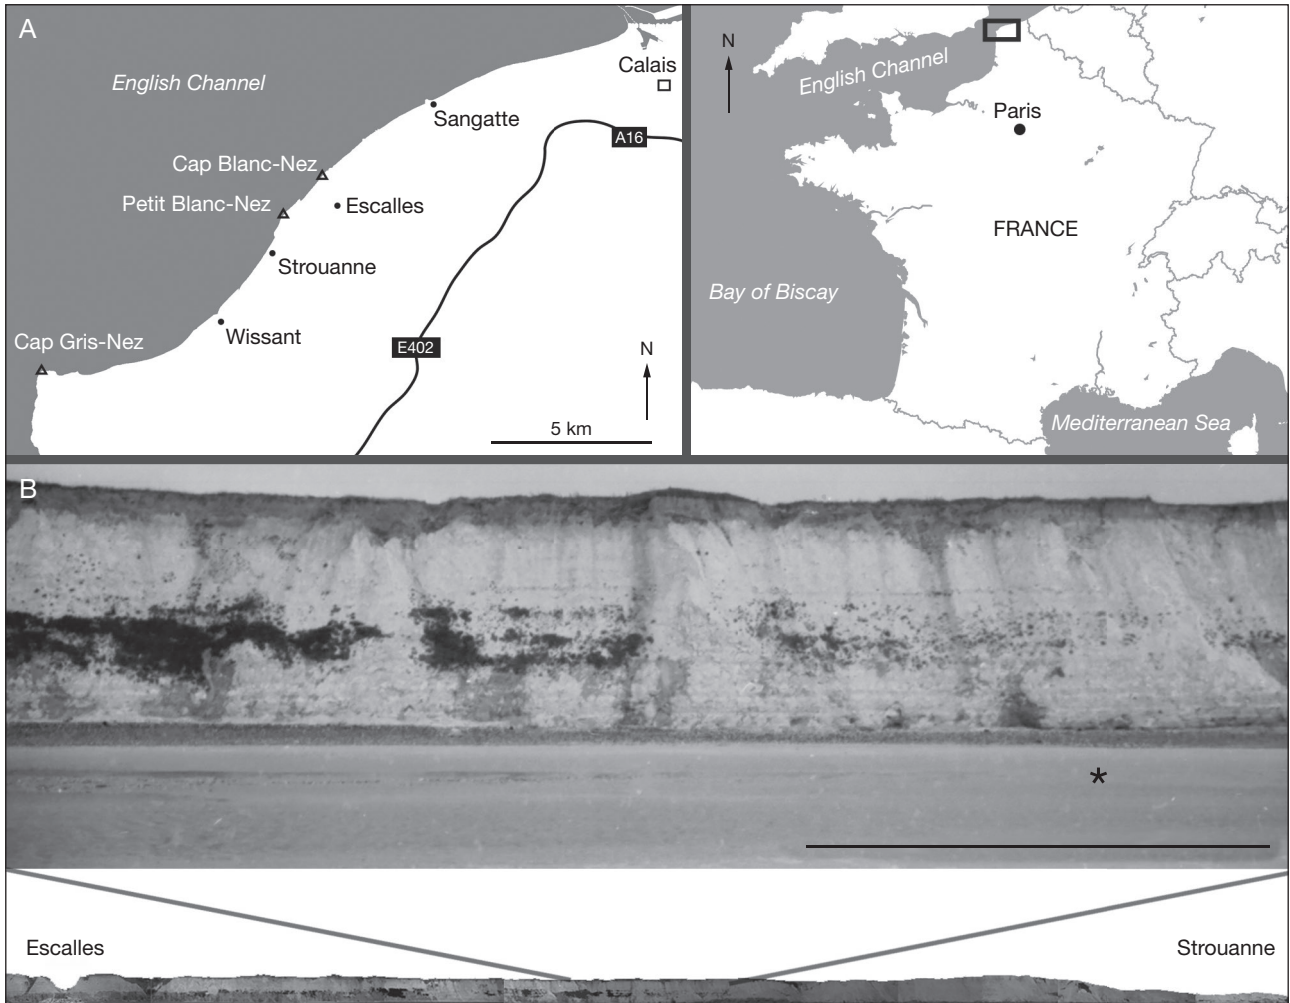 A
English Channel
Calais
Sangatte
A16
Cap Blanc-Nez
Petit Blanc-Nez
Escalles
Strouanne
Wissant
Cap Gris-Nez
E402
N
5 km
N
English Channel
Paris
FRANCE
Bay of Biscay
Mediterranean Sea
B
*
Escalles
Strouanne